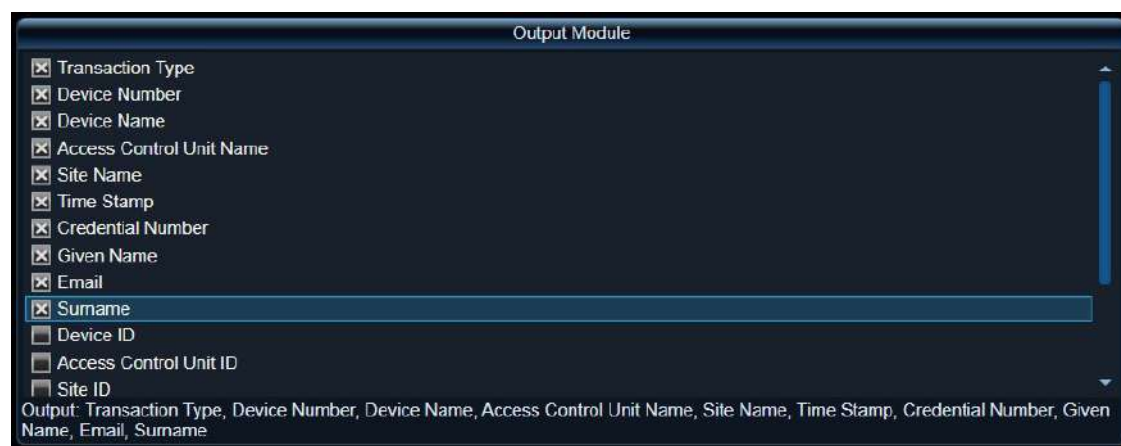 Output Module
Transaction Type
Device Number
Device Name
Access Control Unit Name
Site Name
Time Stamp
Credential Number
Given Name
Email
Surname
Device ID
Access Control Unit ID
Site ID
Output: Transaction Type, Device Number, Device Name, Access Control Unit Name, Site Name, Time Stamp, Credential Number, Given
Name, Email, Surname